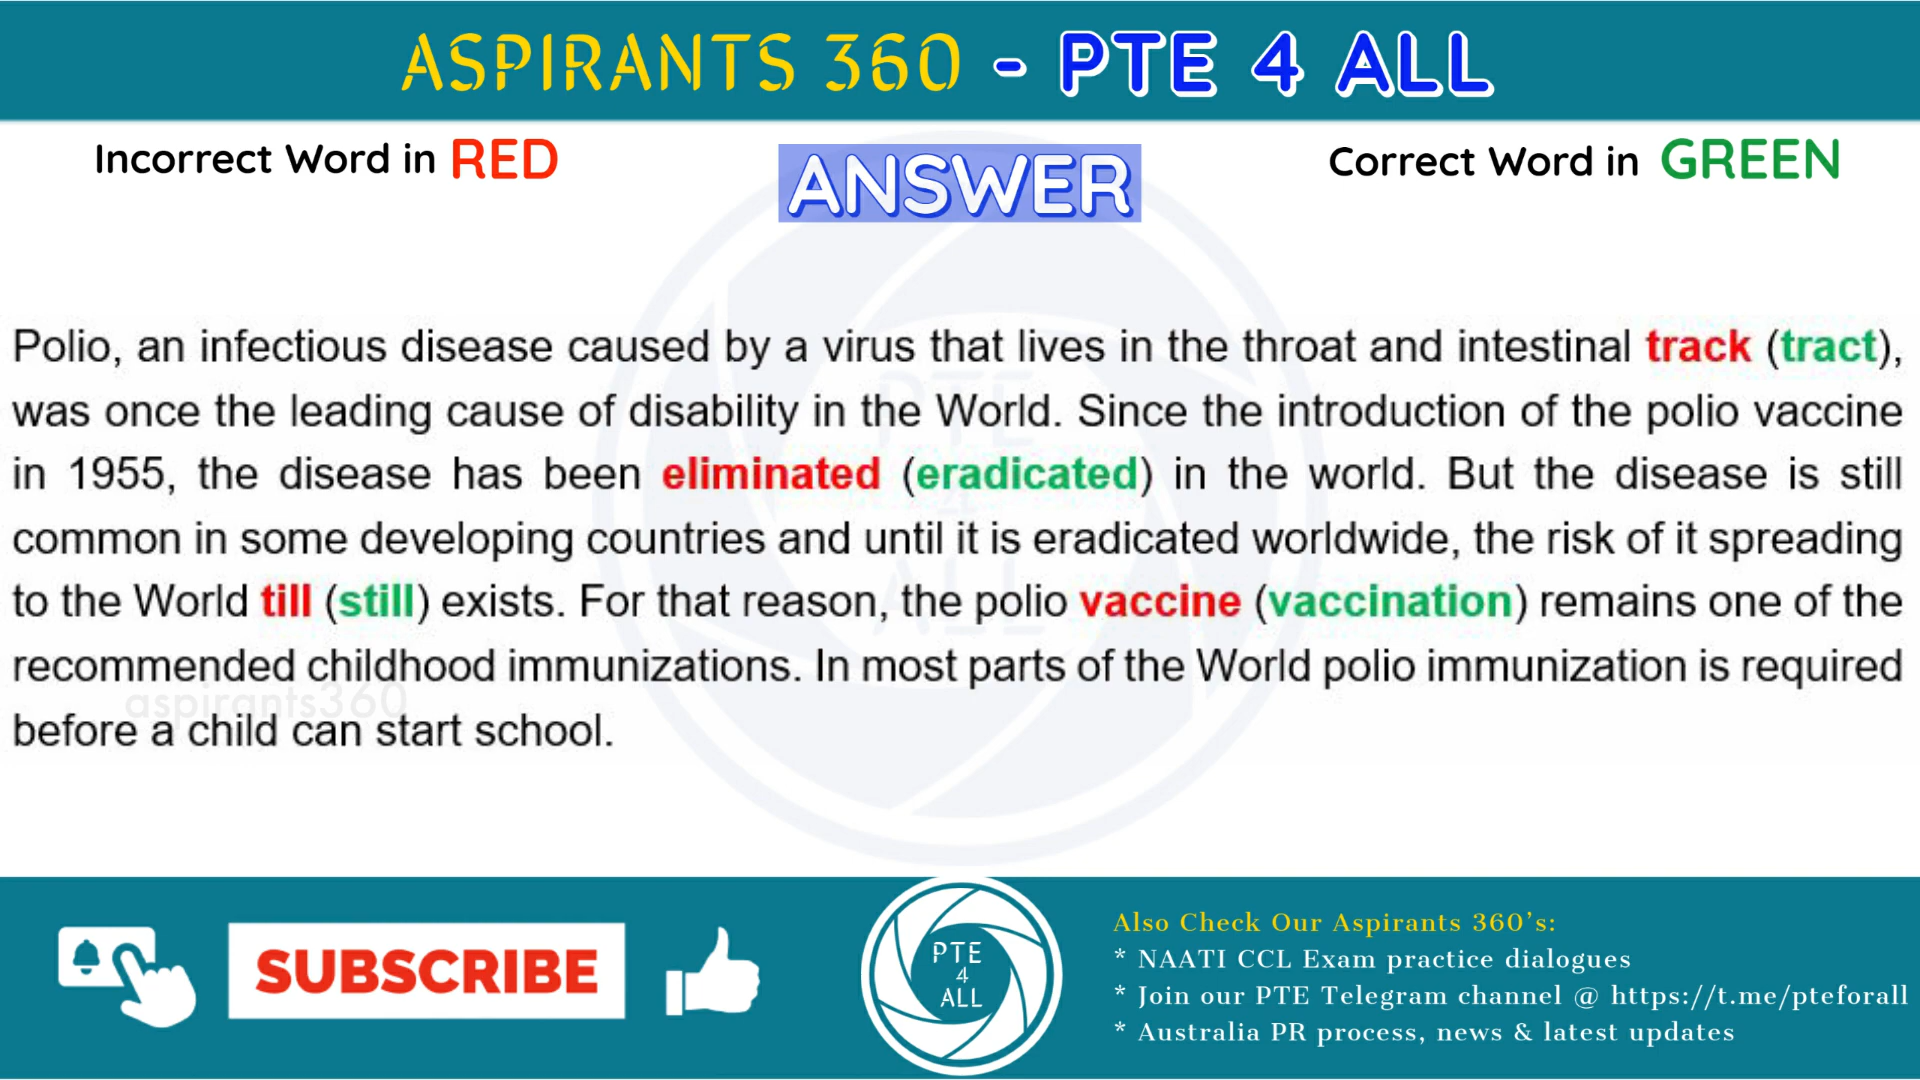 ASPIRANTS 360 - PTE 4 ALL
Incorrect Word in RED
ANSWER
Correct Word in GREEN
Polio, an infectious disease caused by a virus that lives in the throat and intestinal track (tract),
was once the leading cause of disability in the World. Since the introduction of the polio vaccine
in 1955, the disease has been eliminated (eradicated) in the world. But the disease is still
common in some developing countries and until it is eradicated worldwide, the risk of it spreading
to the World till (still) exists. For that reason, the polio vaccine (vaccination) remains one of the
recommended childhood immunizations. In most parts of the World polio immunization is required
before a child can start school.
aspirants360
PTE
4
ALL
SUBSCRIBE
PTE
4
ALL
Also Check Our Aspirants 360's:
* NAATI CCL Exam practice dialogues
* Join our PTE Telegram channel @ https://t.me/pteforall
* Australia PR process, news & latest updates